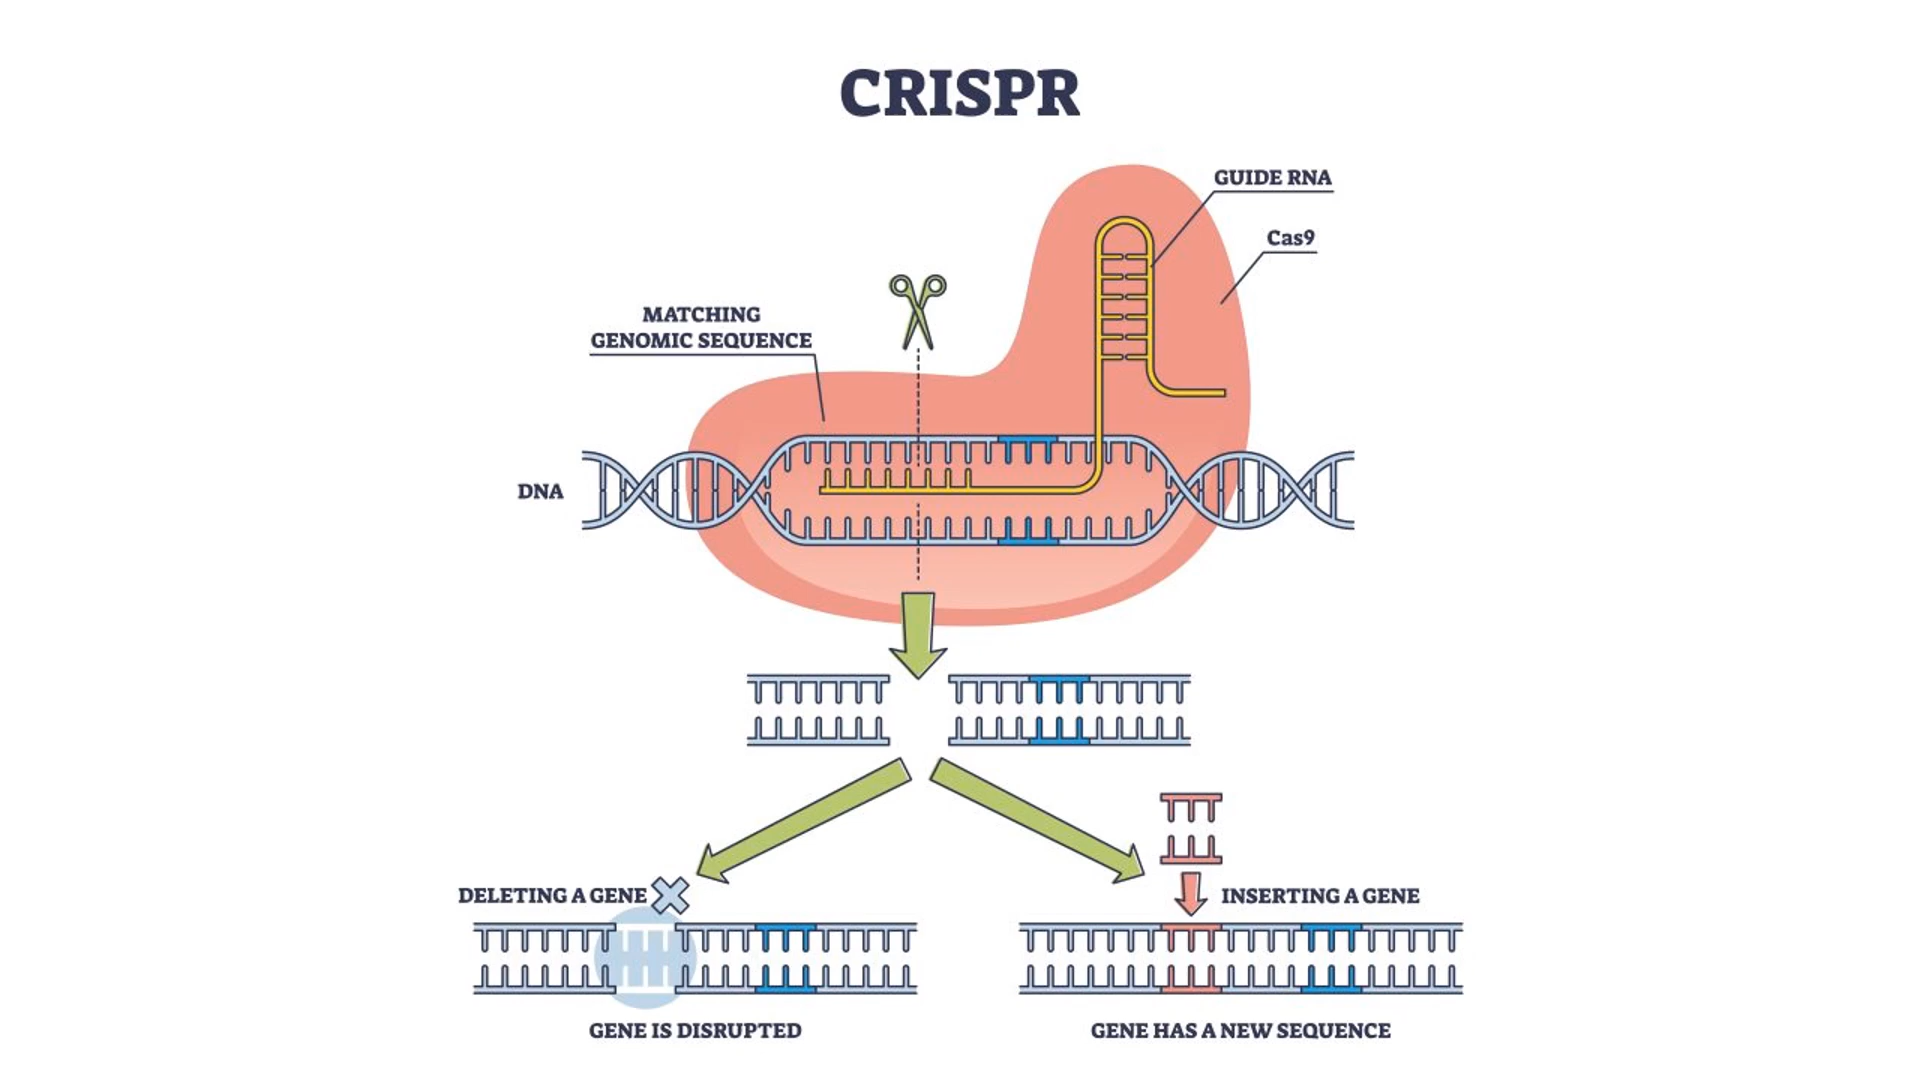 CRISPR
GUIDE RNA
Cas9
MATCHING
GENOMIC SEQUENCE
DNA
DELETING A GENE
INSERTING A GENE
GENE IS DISRUPTED
GENE HAS A NEW SEQUENCE